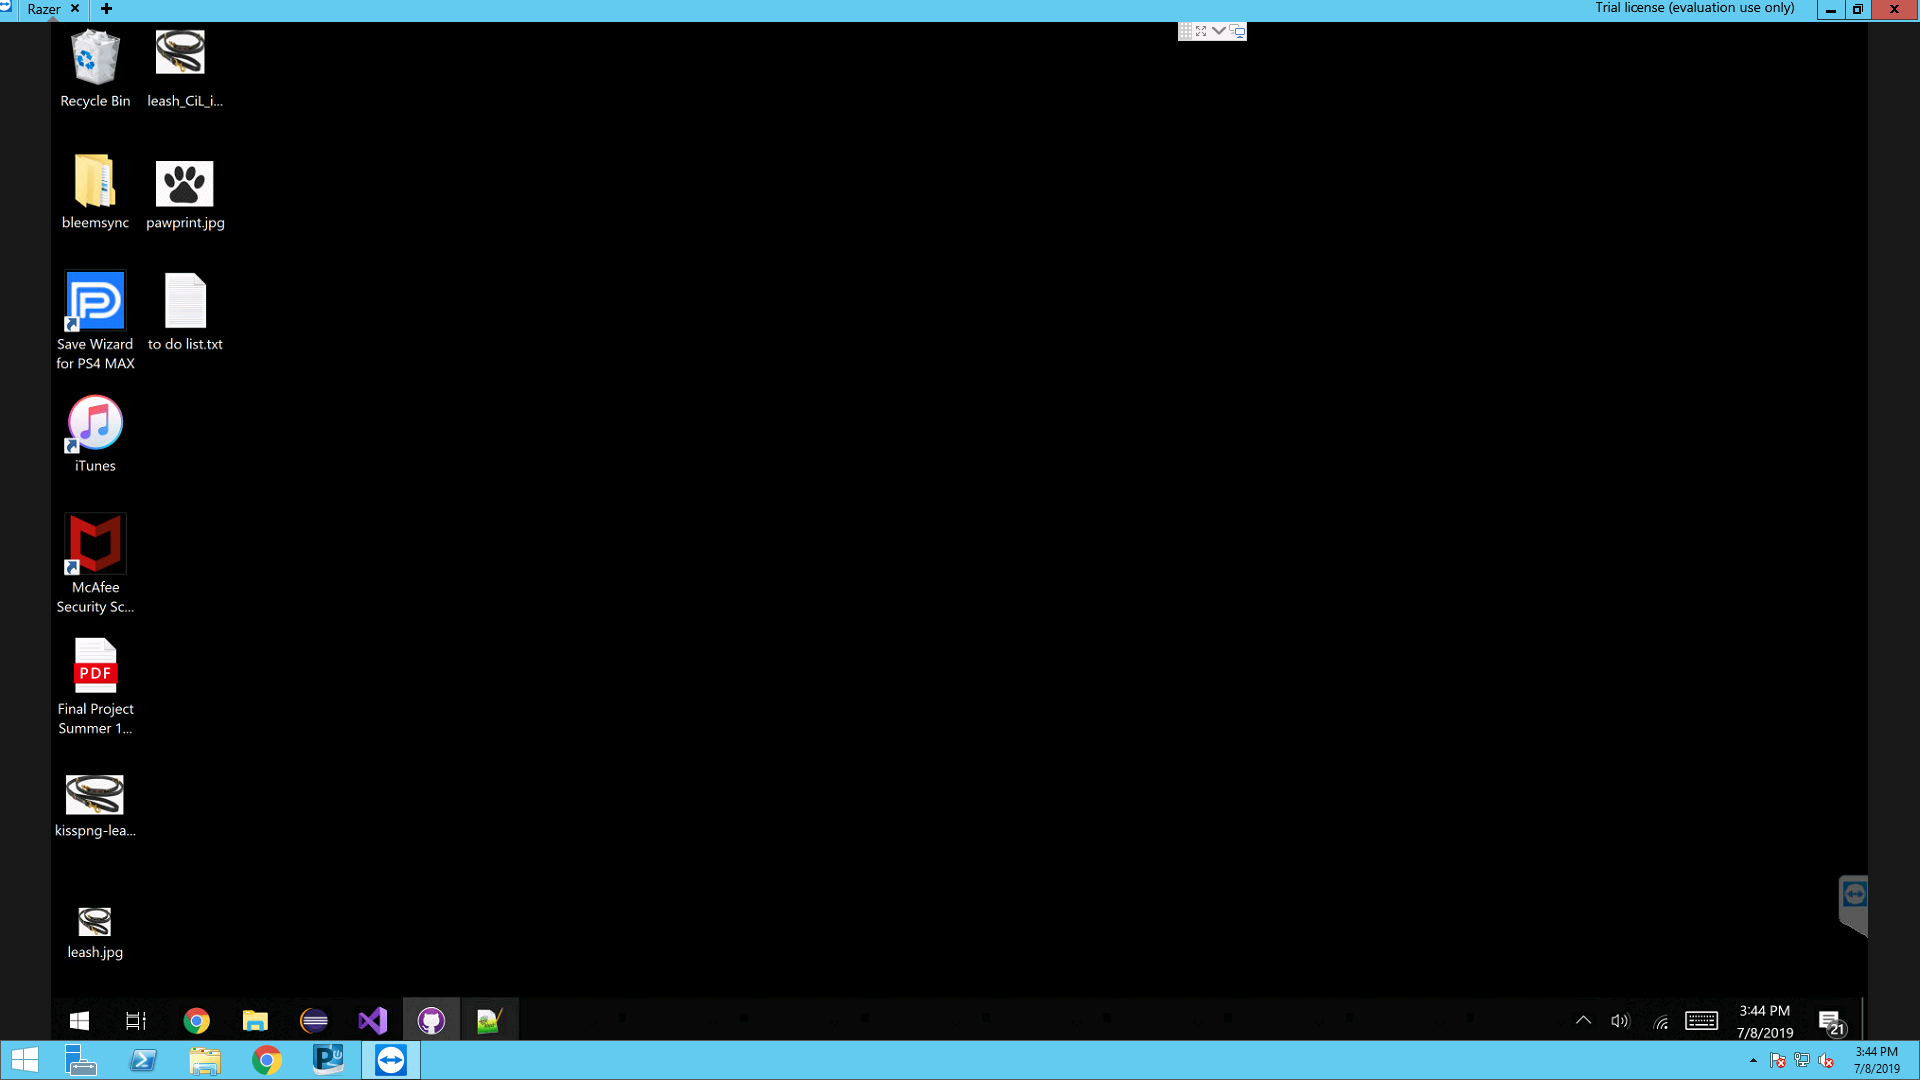 Razer
Trial license (evaluation use only)
Recycle Bin
leash_CiL_i...
bleemsync
pawprint.jpg
Save Wizard
for PS4 MAX
to do list.txt
iTunes
McAfee
Security Sc...
PDF
Final Project
Summer 1...
kisspng-lea...
leash.jpg
3:44 PM
7/8/2019
21
3:44 PM
7/8/2019